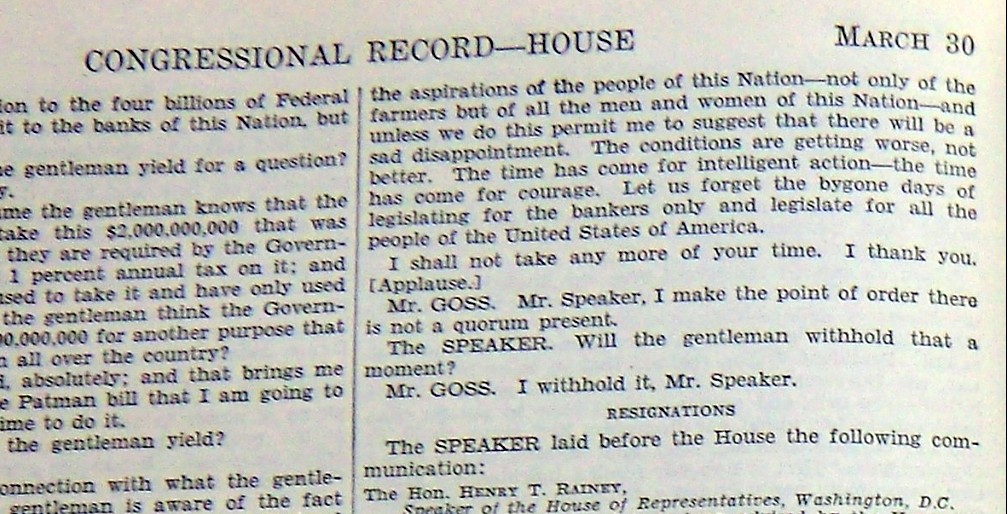 CONGRESSIONAL RECORD—HOUSE
MARCH 30
ion to the four billions of Federal
it to the banks of this Nation, but
e gentleman yield for a question?
y.
ime the gentleman knows that the
take this $2,000,000,000 that was
they are required by the Govern-
1 percent annual tax on it; and
used to take it and have only used
the gentleman think the Govern-
00,000,000 for another purpose that
n all over the country?
absolutely; and that brings me
e Patman bill that I am going to
ime to do it.
the gentleman yield?
onnection with what the gentle-
gentleman is aware of the fact
the aspirations of the people of this Nation—not only of the
farmers but of all the men and women of this Nation—and
unless we do this permit me to suggest that there will be a
sad disappointment. The conditions are getting worse, not
better. The time has come for intelligent action—the time
has come for courage. Let us forget the bygone days of
legislating for the bankers only and legislate for all the
people of the United States of America.
I shall not take any more of your time. I thank you.
[Applause.]
Mr. GOSS. Mr. Speaker, I make the point of order there
is not a quorum present.
The SPEAKER. Will the gentleman withhold that a
moment?
Mr. GOSS. I withhold it, Mr. Speaker.
RESIGNATIONS
The SPEAKER laid before the House the following com-
munication:
The Hon. HENRY T. RAINEY,
Speaker of the House of Representatives, Washington, D.C.